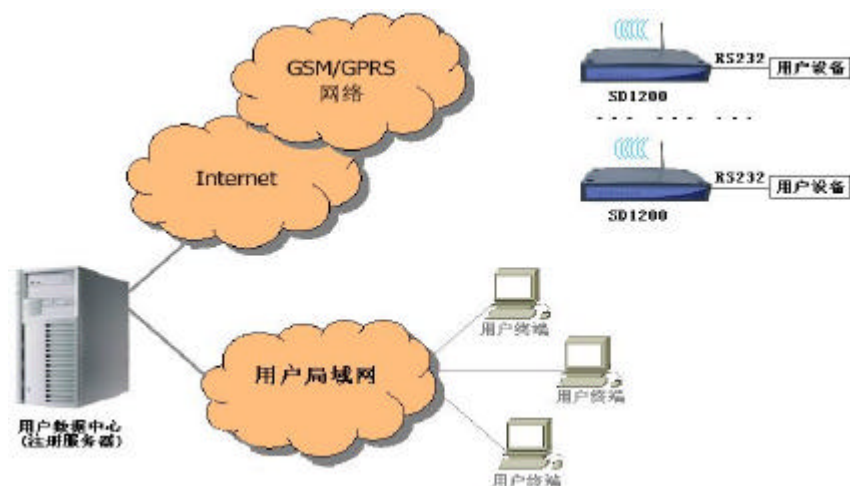 GSM/GPRS
网络
Internet
RS232
用户设备
SD1200
RS232
用户设备
SD1200
用户终端
用户局域网
用户终端
用户数据中心
(注册服务器)
用户终端